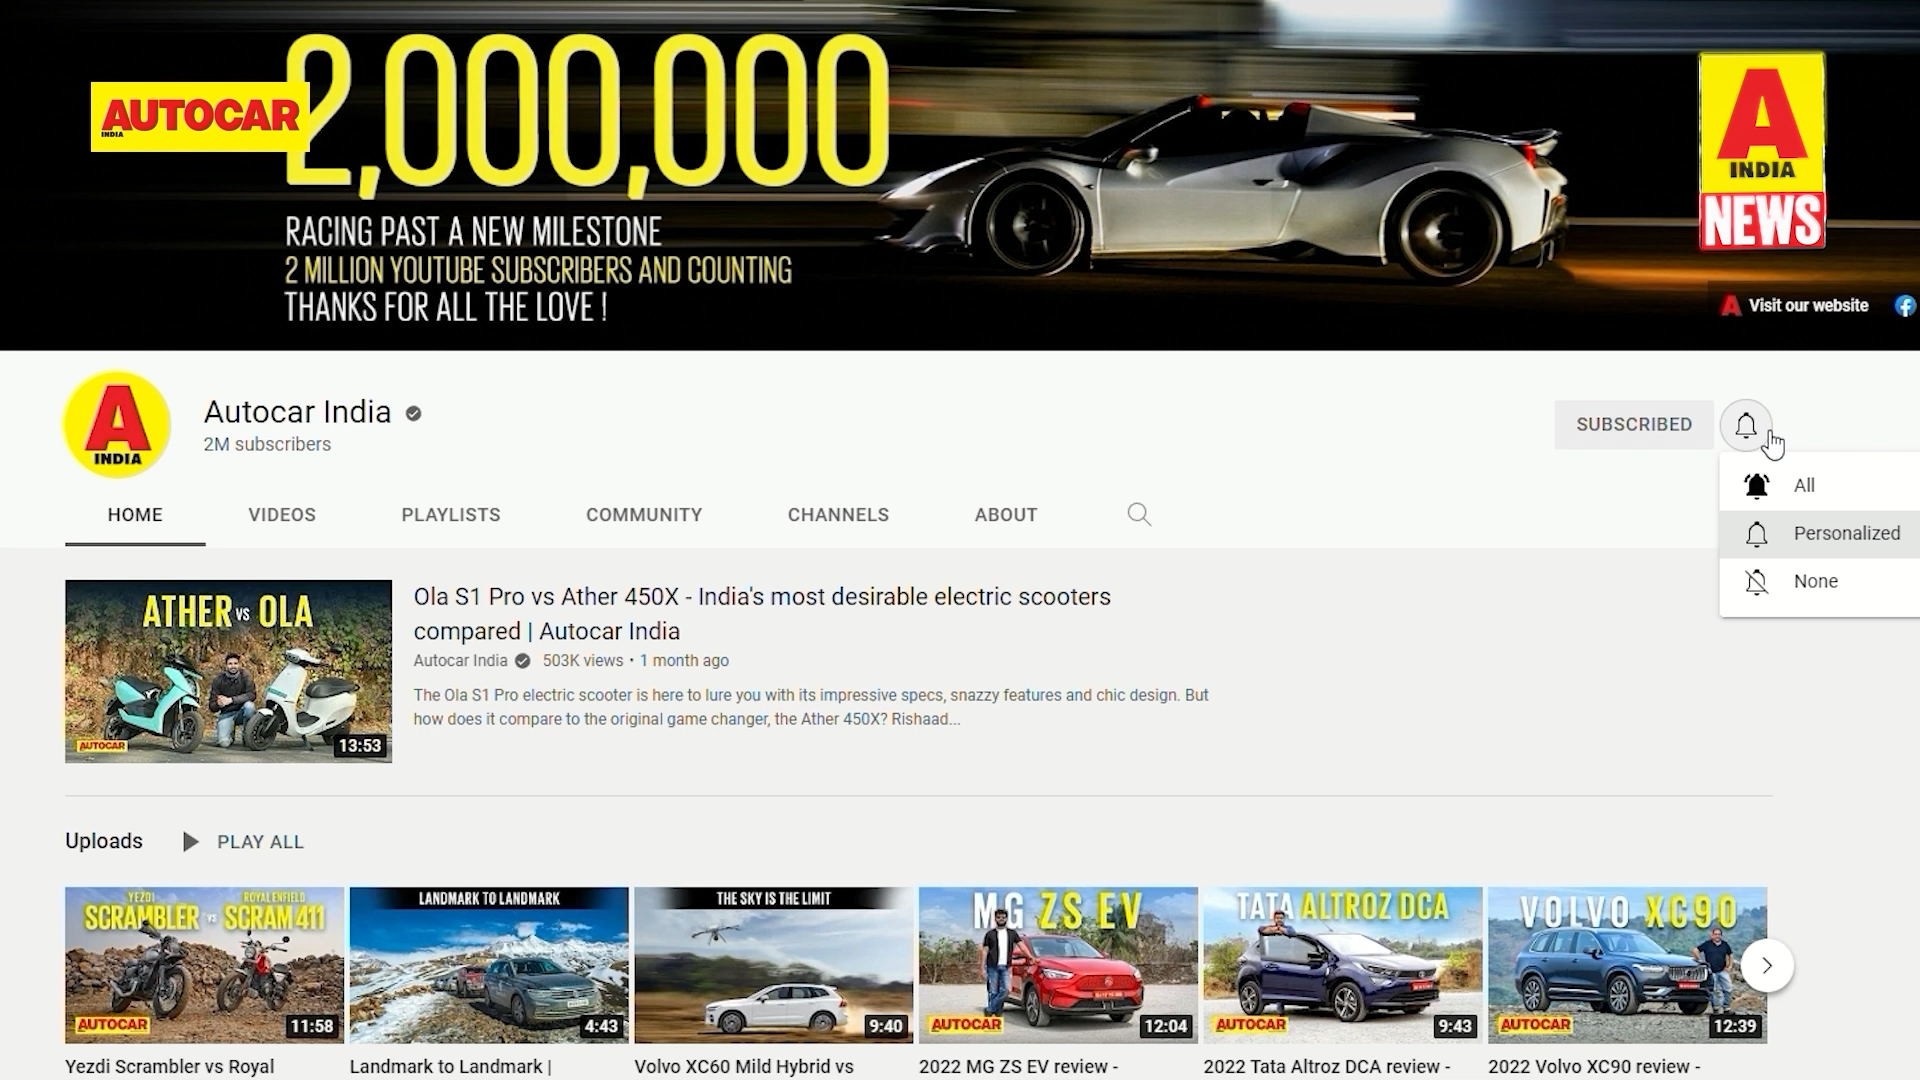 AUTOCAR
INDIA
2,000,000
RACING PAST A NEW MILESTONE
2 MILLION YOUTUBE SUBSCRIBERS AND COUNTING
THANKS FOR ALL THE LOVE !
A
INDIA
NEWS
Visit our website
A
INDIA
Autocar India
2M subscribers
SUBSCRIBED
All
Personalized
None
HOME VIDEOS PLAYLISTS COMMUNITY CHANNELS ABOUT
ATHER VS OLA
AUTOCAR
13:53
Ola S1 Pro vs Ather 450X - India's most desirable electric scooters
compared | Autocar India
Autocar India 503K views • 1 month ago
The Ola S1 Pro electric scooter is here to lure you with its impressive specs, snazzy features and chic design. But
how does it compare to the original game changer, the Ather 450X? Rishaad...
Uploads PLAY ALL
YEZDI
SCRAMBLER VS
ROYAL ENFIELD
SCRAM 411
AUTOCAR
11:58
LANDMARK TO LANDMARK
4:43
THE SKY IS THE LIMIT
9:40
MG ZS EV
AUTOCAR
12:04
TATA ALTROZ DCA
AUTOCAR
9:43
VOLVO XC90
AUTOCAR
12:39
Yezdi Scrambler vs Royal
Landmark to Landmark |
Volvo XC60 Mild Hybrid vs
2022 MG ZS EV review -
2022 Tata Altroz DCA review -
2022 Volvo XC90 review -